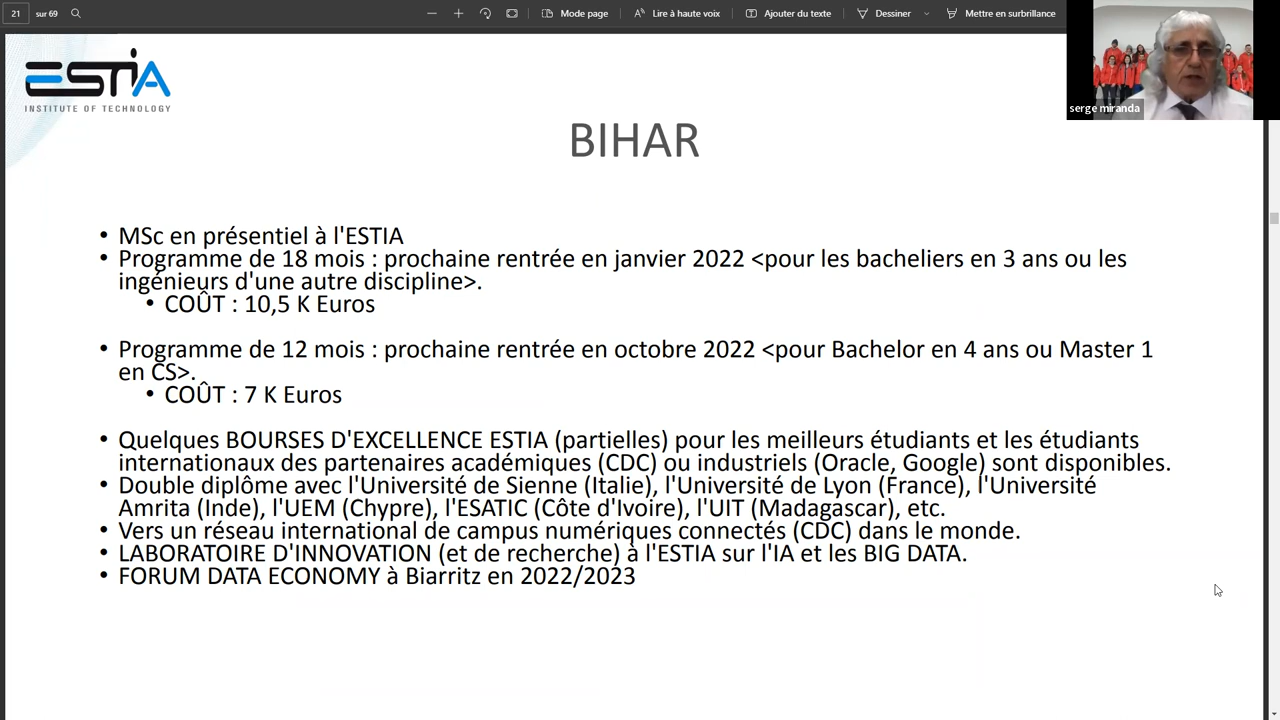 21 sur 69 Mode page Lire à haute voix Ajouter du texte Dessiner Mettre en surbrillance
serge miranda
ESTIA
INSTITUTE OF TECHNOLOGY
BIHAR
• MSc en présentiel à l'ESTIA
• Programme de 18 mois : prochaine rentrée en janvier 2022 <pour les bacheliers en 3 ans ou les
ingénieurs d'une autre discipline>.
• COÛT : 10,5 K Euros
• Programme de 12 mois : prochaine rentrée en octobre 2022 <pour Bachelor en 4 ans ou Master 1
en CS>.
• COÛT : 7 K Euros
• Quelques BOURSES D'EXCELLENCE ESTIA (partielles) pour les meilleurs étudiants et les étudiants
internationaux des partenaires académiques (CDC) ou industriels (Oracle, Google) sont disponibles.
• Double diplôme avec l'Université de Sienne (Italie), l'Université de Lyon (France), l'Université
Amrita (Inde), l'UEM (Chypre), l'ESATIC (Côte d'Ivoire), l'UIT (Madagascar), etc.
• Vers un réseau international de campus numériques connectés (CDC) dans le monde.
• LABORATOIRE D'INNOVATION (et de recherche) à l'ESTIA sur l'IA et les BIG DATA.
• FORUM DATA ECONOMY à Biarritz en 2022/2023